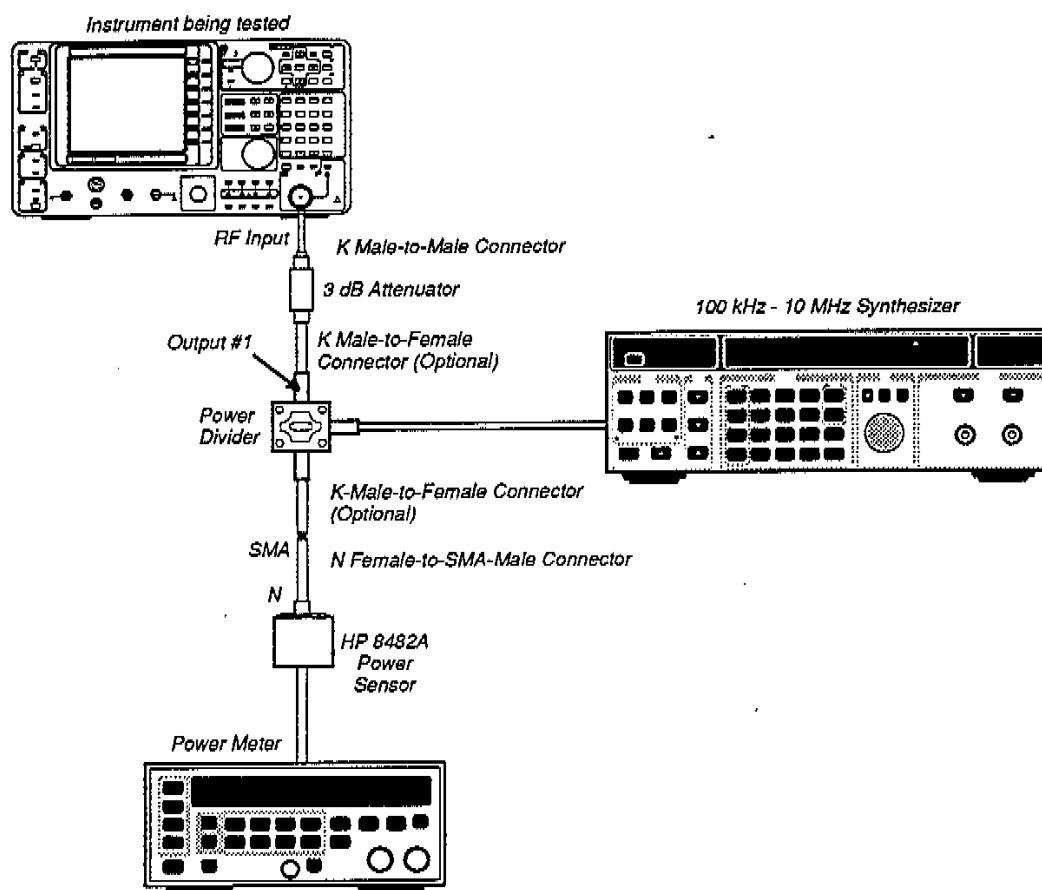 Instrument being tested
RF Input
K Male-to-Male Connector
3 dB Attenuator
100 kHz - 10 MHz Synthesizer
Output #1
K Male-to-Female
Connector (Optional)
Power
Divider
K-Male-to-Female Connector
(Optional)
SMA
N Female-to-SMA-Male Connector
N
HP 8482A
Power
Sensor
Power Meter